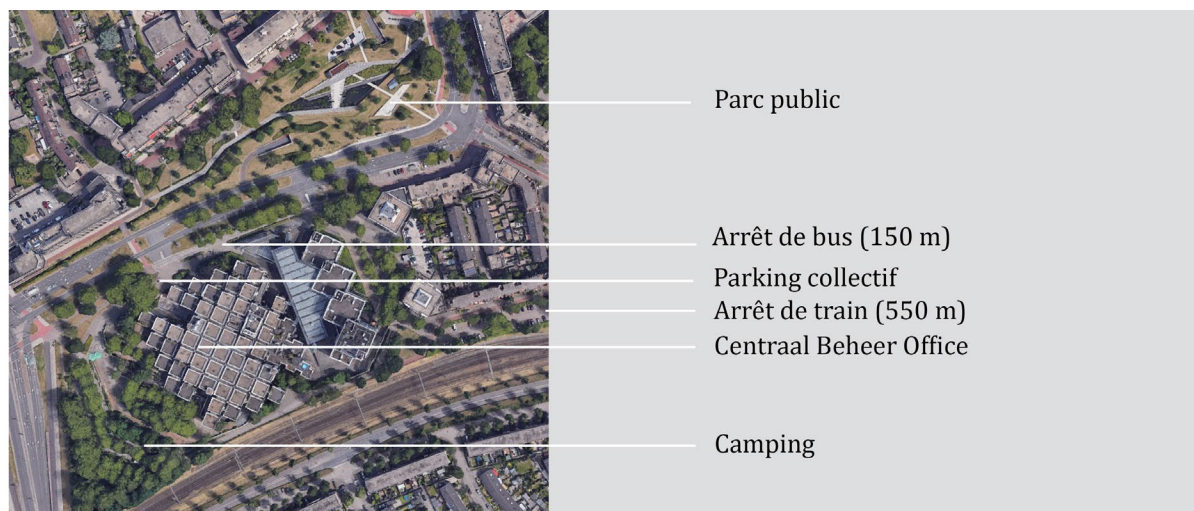 Parc public
Arrêt de bus (150 m)
Parking collectif
Arrêt de train (550 m)
Centraal Beheer Office
Camping